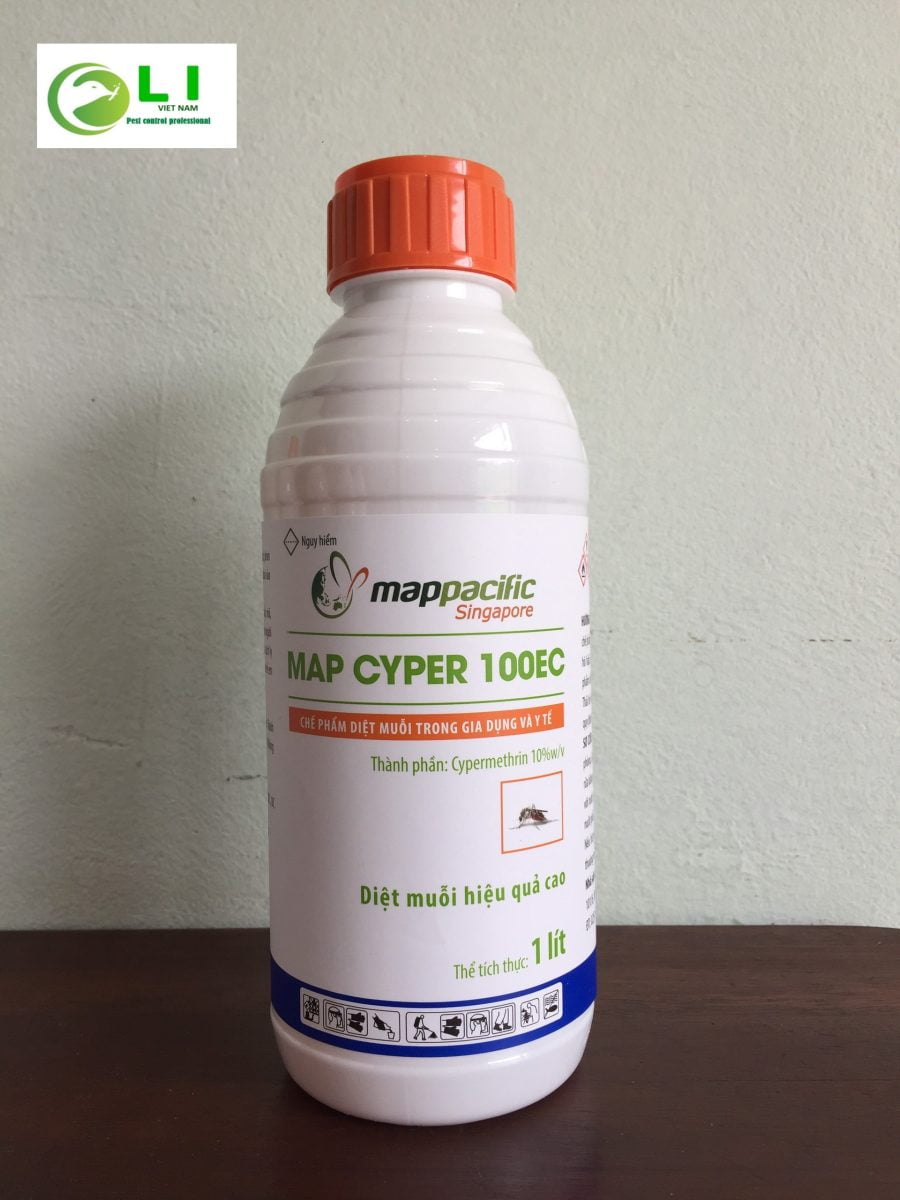 LI
VIET NAM
Pest control professional
Nguy hiểm
mappacific
Singapore
MAP CYPER 100EC
CHẾ PHẨM DIỆT MUỖI TRONG GIA DỤNG VÀ Y TẾ
Thành phần: Cypermethrin 10%w/v
Diệt muỗi hiệu quả cao
Thể tích thực: 1 lít